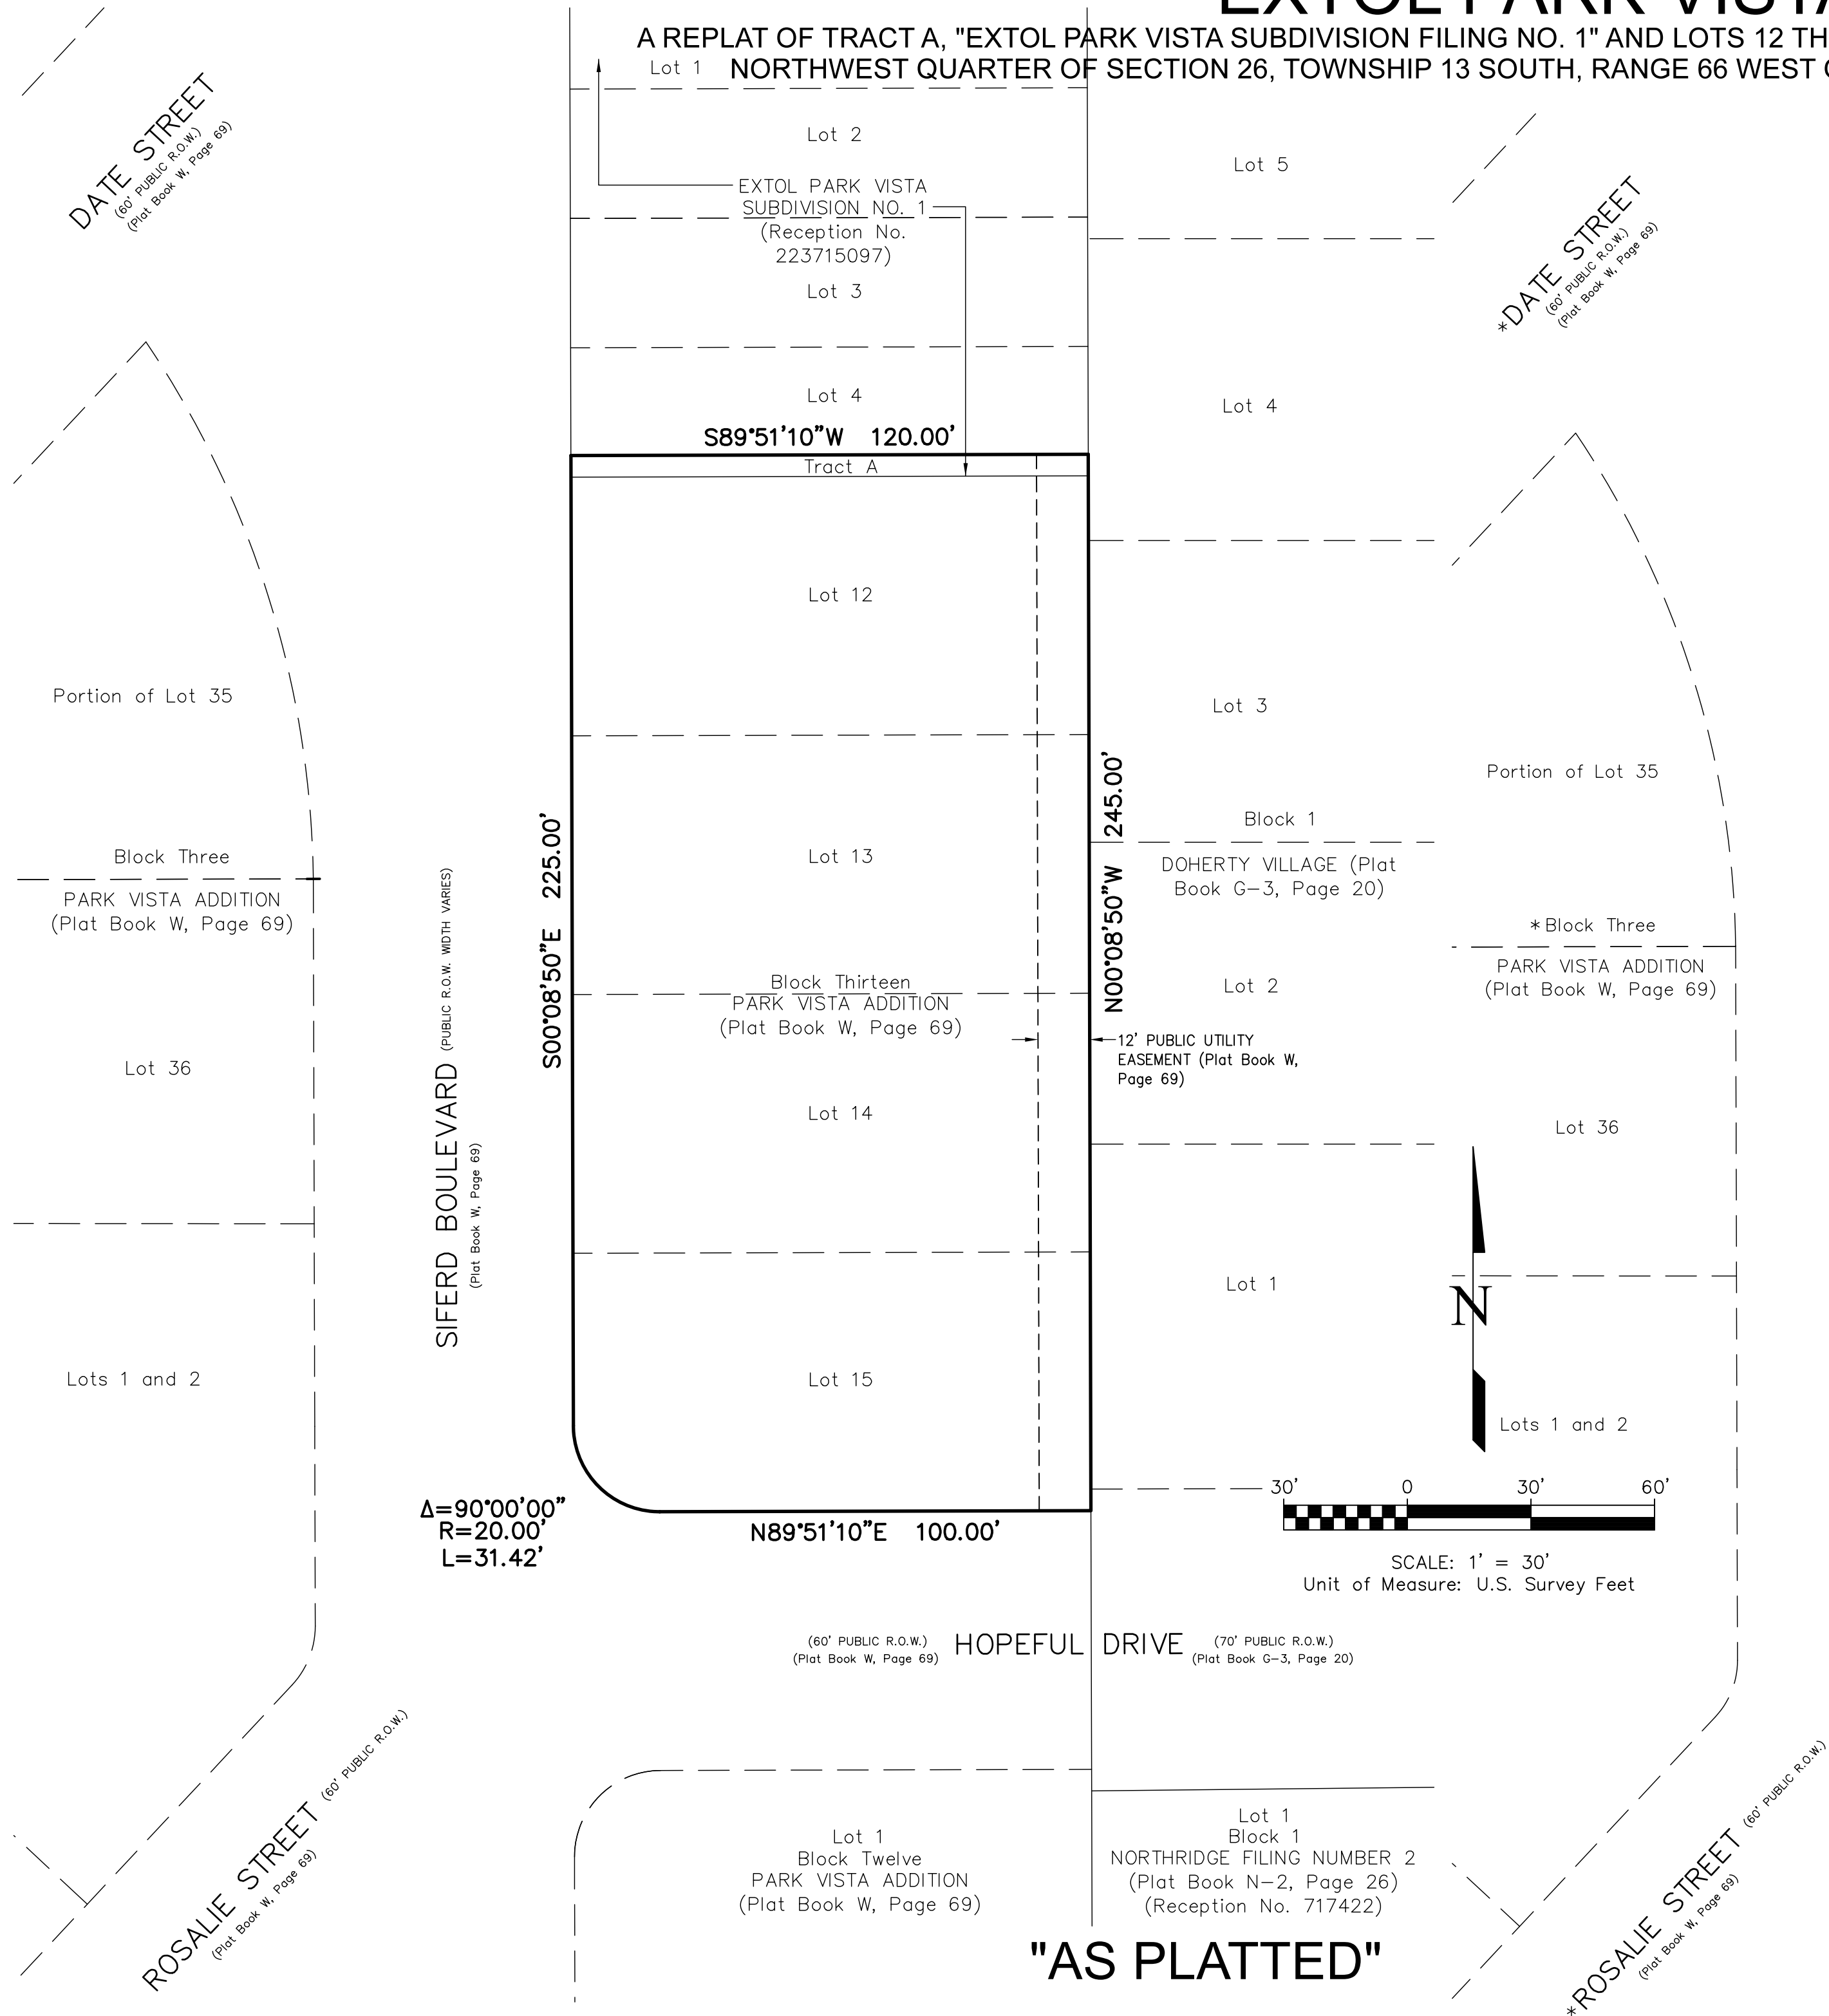 EXTOL PARK VISTA
A REPLAT OF TRACT A, "EXTOL PARK VISTA SUBDIVISION FILING NO. 1" AND LOTS 12 TH
NORTHWEST QUARTER OF SECTION 26, TOWNSHIP 13 SOUTH, RANGE 66 WEST
DATE STREET
(60' PUBLIC R.O.W.)
(Plat Book W, Page 69)
Lot 1
Lot 2
EXTOL PARK VISTA
SUBDIVISION NO. 1
(Reception No.
223715097)
Lot 3
Lot 4
Lot 5
Lot 4
*DATE STREET
(60' PUBLIC R.O.W.)
(Plat Book W, Page 69)
S89°51'10"W 120.00'
Tract A
Lot 12
Lot 13
Block Thirteen
PARK VISTA ADDITION
(Plat Book W, Page 69)
Lot 14
Lot 15
Portion of Lot 35
Block Three
PARK VISTA ADDITION
(Plat Book W, Page 69)
Lot 36
Lots 1 and 2
SIFERD BOULEVARD (PUBLIC R.O.W. WIDTH VARIES)
(Plat Book W, Page 69)
S00°08'50"E 225.00'
N00°08'50"W 245.00'
Lot 3
Block 1
DOHERTY VILLAGE (Plat
Book G-3, Page 20)
Lot 2
12' PUBLIC UTILITY
EASEMENT (Plat Book W,
Page 69)
Lot 1
Portion of Lot 35
*Block Three
PARK VISTA ADDITION
(Plat Book W, Page 69)
Lot 36
N
Lots 1 and 2
30' 0 30' 60'
SCALE: 1' = 30'
Unit of Measure: U.S. Survey Feet
Δ=90°00'00"
R=20.00'
L=31.42'
N89°51'10"E 100.00'
(60' PUBLIC R.O.W.)
(Plat Book W, Page 69)
HOPEFUL DRIVE
(70' PUBLIC R.O.W.)
(Plat Book G-3, Page 20)
ROSALIE STREET (60' PUBLIC R.O.W.)
(Plat Book W, Page 69)
Lot 1
Block Twelve
PARK VISTA ADDITION
(Plat Book W, Page 69)
Lot 1
Block 1
NORTHRIDGE FILING NUMBER 2
(Plat Book N-2, Page 26)
(Reception No. 717422)
*ROSALIE STREET (60' PUBLIC R.O.W.)
(Plat Book W, Page 69)
"AS PLATTED"